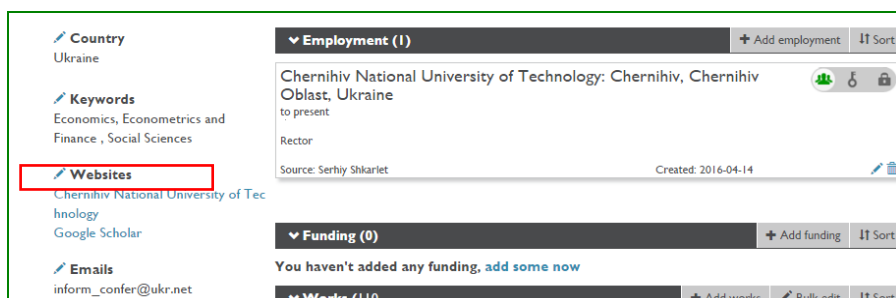 Country
Ukraine
Keywords
Economics, Econometrics and
Finance , Social Sciences
Websites
Chernihiv National University of Tec
hnology
Google Scholar
Emails
inform_confer@ukr.net
Employment (1)
Add employment
Sort
Chernihiv National University of Technology: Chernihiv, Chernihiv
Oblast, Ukraine
to present
Rector
Source: Serhiy Shkarlet
Created: 2016-04-14
Funding (0)
Add funding
Sort
You haven't added any funding, add some now
Works (110
Add works
Bulk edit
Sort